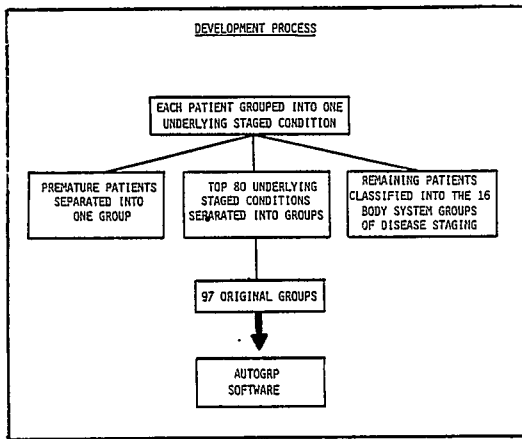 DEVELOPMENT PROCESS
EACH PATIENT GROUPED INTO ONE
UNDERLYING STAGED CONDITION
PREMATURE PATIENTS
SEPARATED INTO
ONE GROUP
TOP 80 UNDERLYING
STAGED CONDITIONS
SEPARATED INTO GROUPS
REMAINING PATIENTS
CLASSIFIED INTO THE 16
BODY SYSTEM GROUPS
OF DISEASE STAGING
97 ORIGINAL GROUPS
AUTOGRP
SOFTWARE